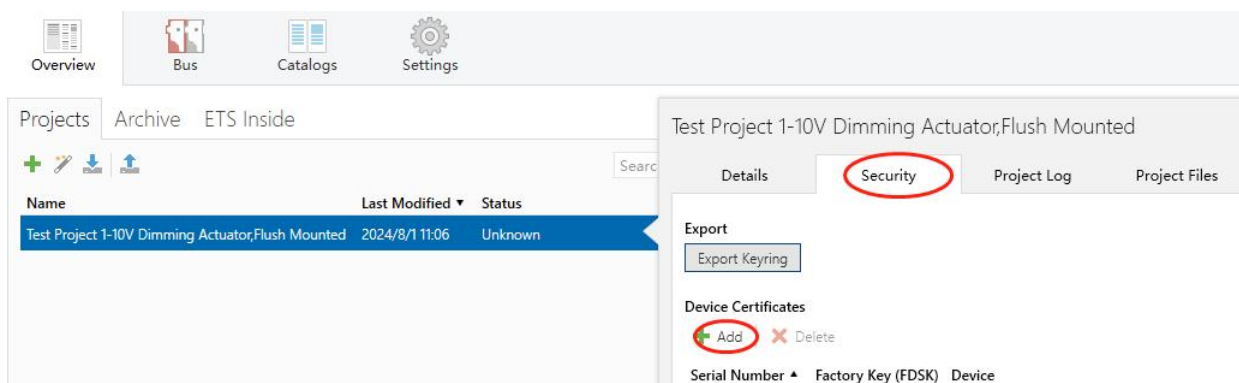 Overview Bus Catalogs Settings
Projects Archive ETS Inside
Searc
Name Last Modified ▼ Status
Test Project 1-10V Dimming Actuator,Flush Mounted 2024/8/1 11:06 Unknown
Test Project 1-10V Dimming Actuator,Flush Mounted
Details Security Project Log Project Files
Export
Export Keyring
Device Certificates
Add Delete
Serial Number ▲ Factory Key (FDSK) Device